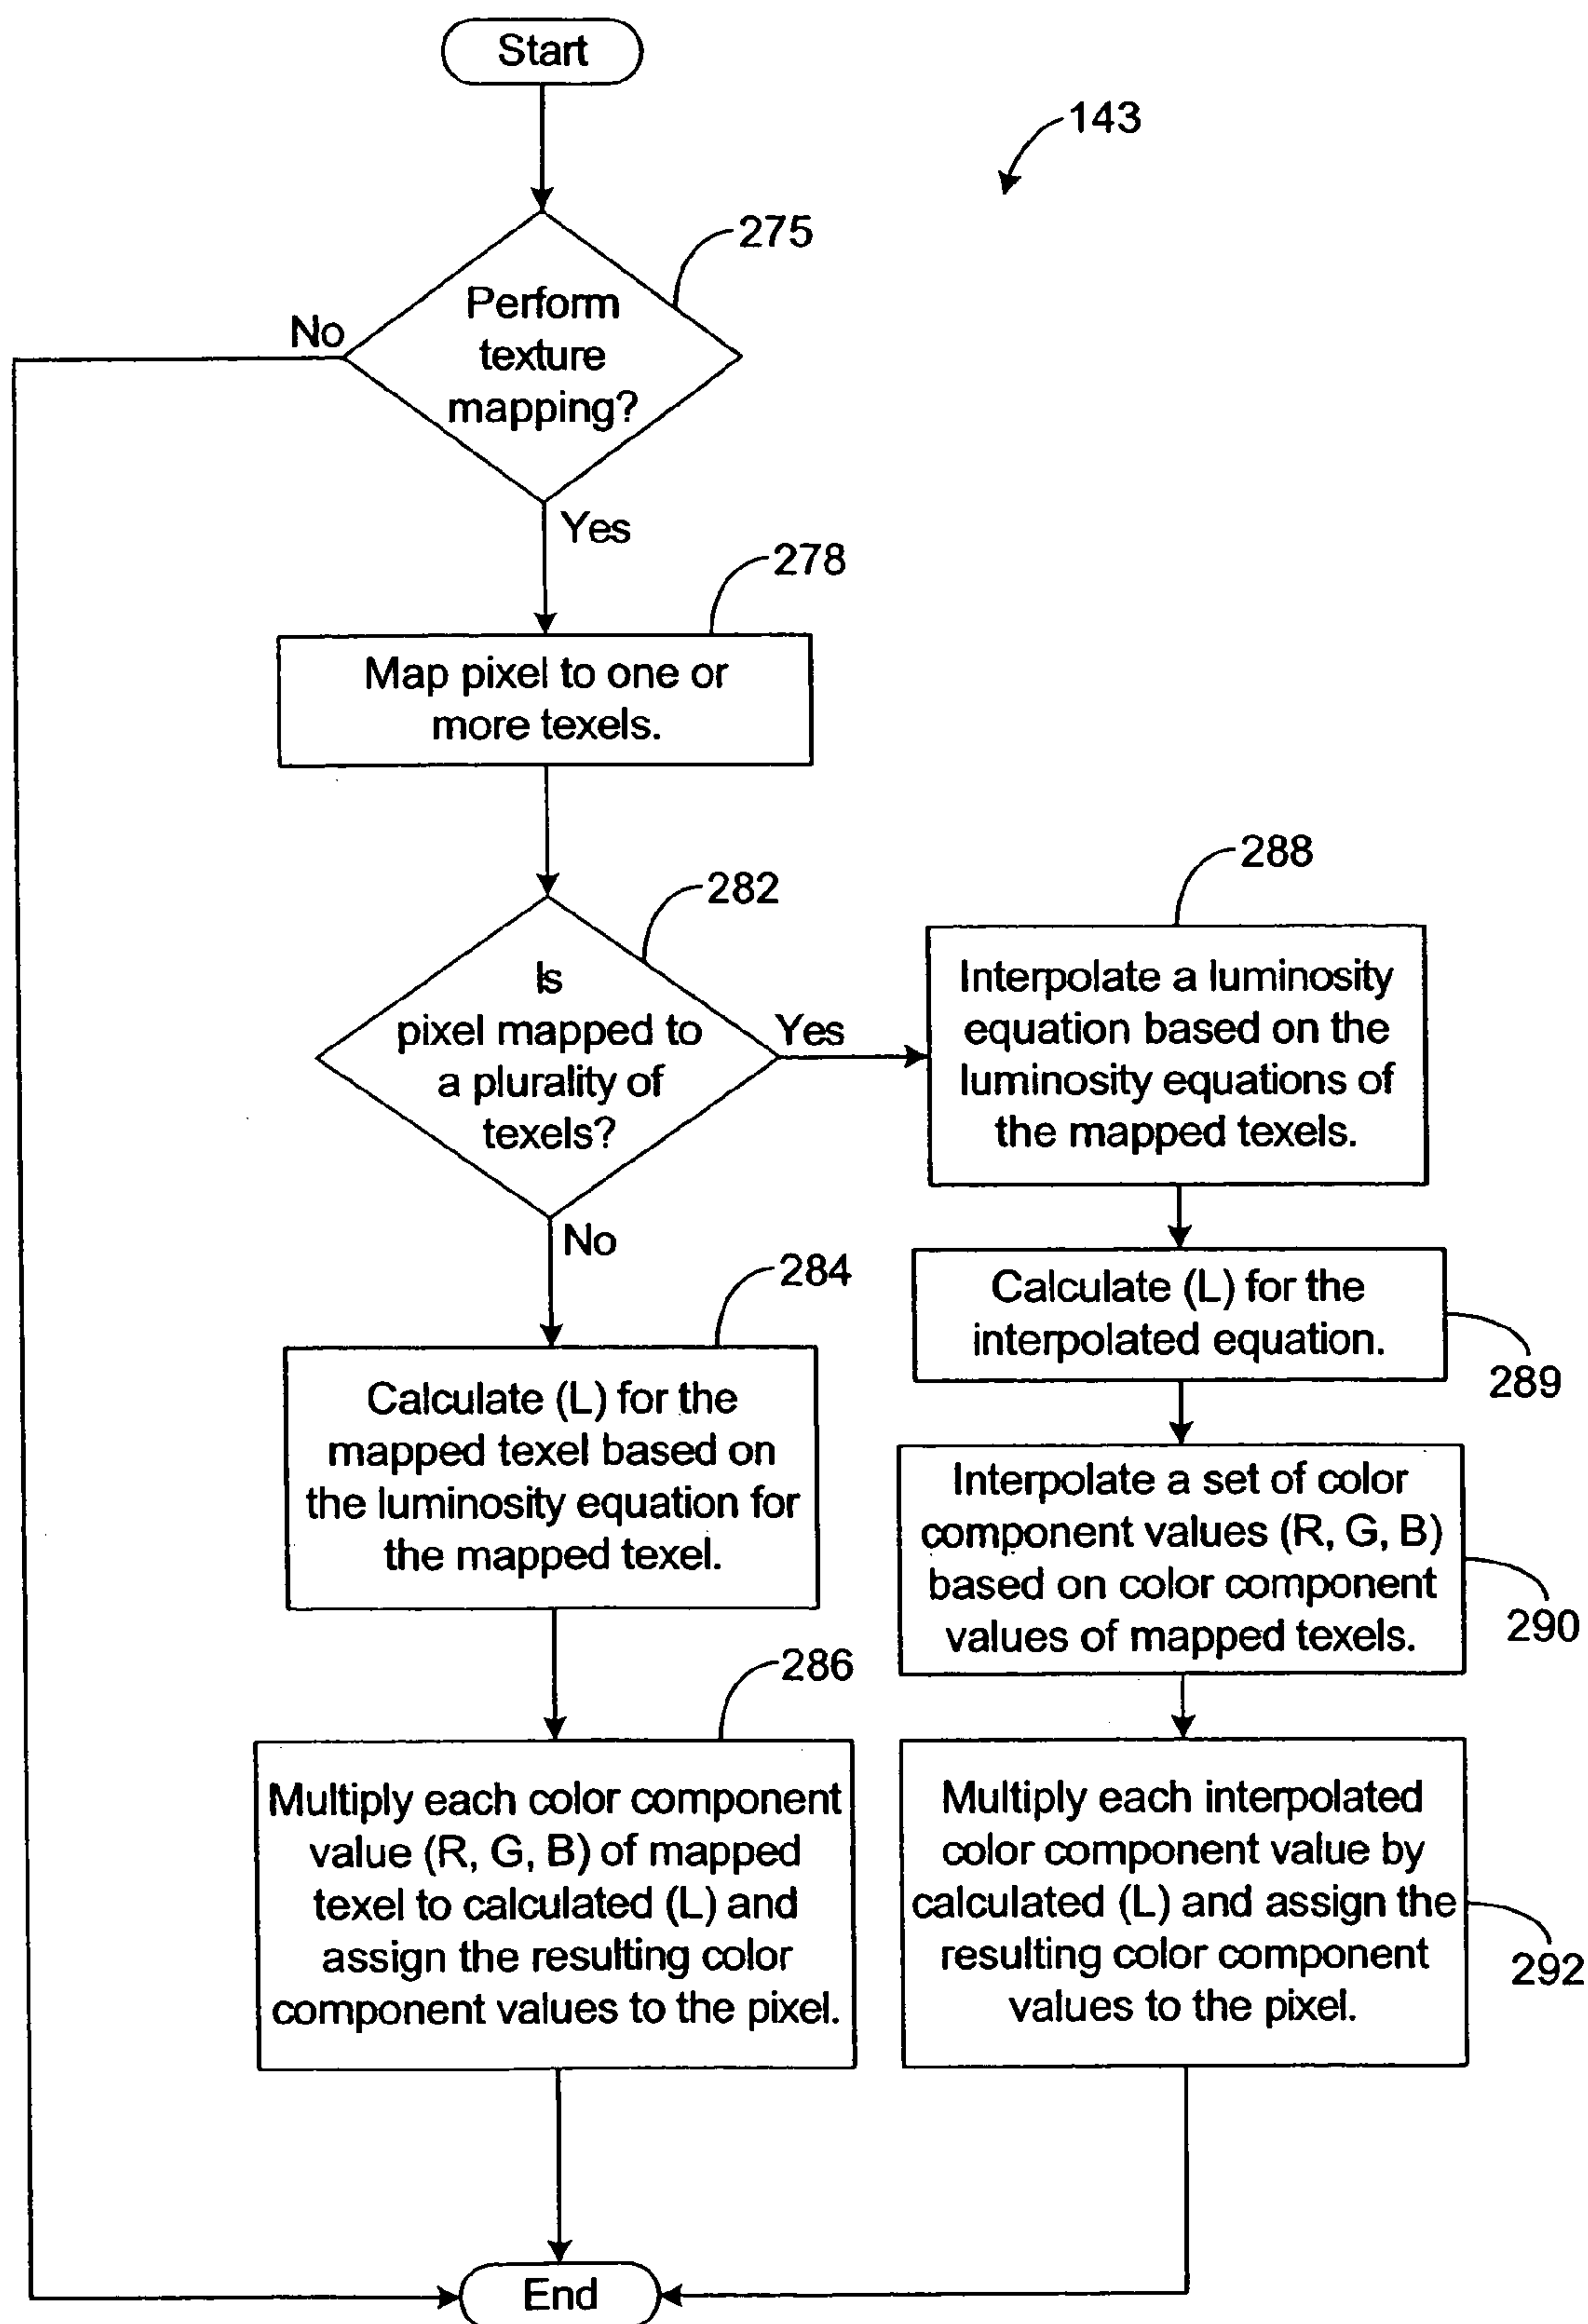 Start
143
275
Perform
texture
mapping?
No
Yes
278
Map pixel to one or
more texels.
282
Is
pixel mapped to
a plurality of
texels?
Yes
No
288
Interpolate a luminosity
equation based on the
luminosity equations of
the mapped texels.
284
Calculate (L) for the
mapped texel based on
the luminosity equation for
the mapped texel.
Calculate (L) for the
interpolated equation.
289
Interpolate a set of color
component values (R, G, B)
based on color component
values of mapped texels.
290
286
Multiply each color component
value (R, G, B) of mapped
texel to calculated (L) and
assign the resulting color
component values to the pixel.
Multiply each interpolated
color component value by
calculated (L) and assign the
resulting color component
values to the pixel.
292
End